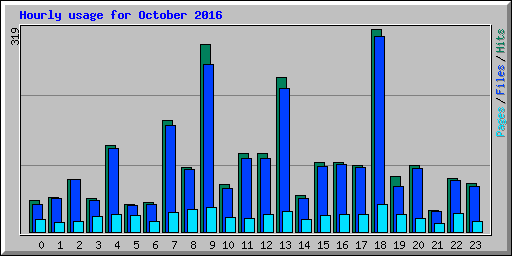 Hourly usage for October 2016
319
Pages / Files / Hits
0 1 2 3 4 5 6 7 8 9 10 11 12 13 14 15 16 17 18 19 20 21 22 23